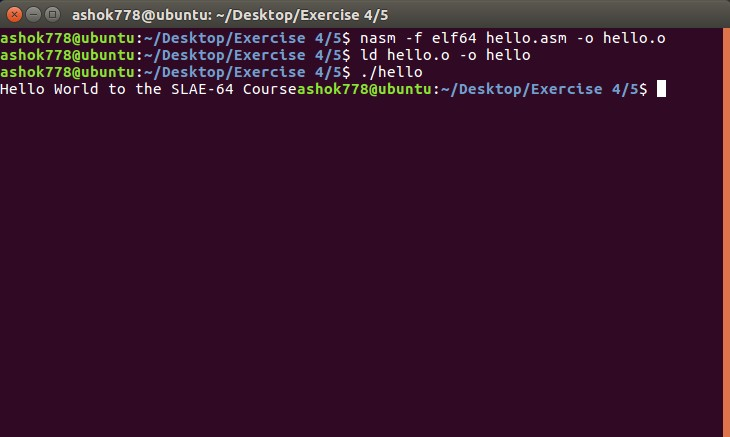 ashok778@ubuntu: ~/Desktop/Exercise 4/5
ashok778@ubuntu:~/Desktop/Exercise 4/5$ nasm -f elf64 hello.asm -o hello.o
ashok778@ubuntu:~/Desktop/Exercise 4/5$ ld hello.o -o hello
ashok778@ubuntu:~/Desktop/Exercise 4/5$ ./hello
Hello World to the SLAE-64 Courseashok778@ubuntu:~/Desktop/Exercise 4/5$